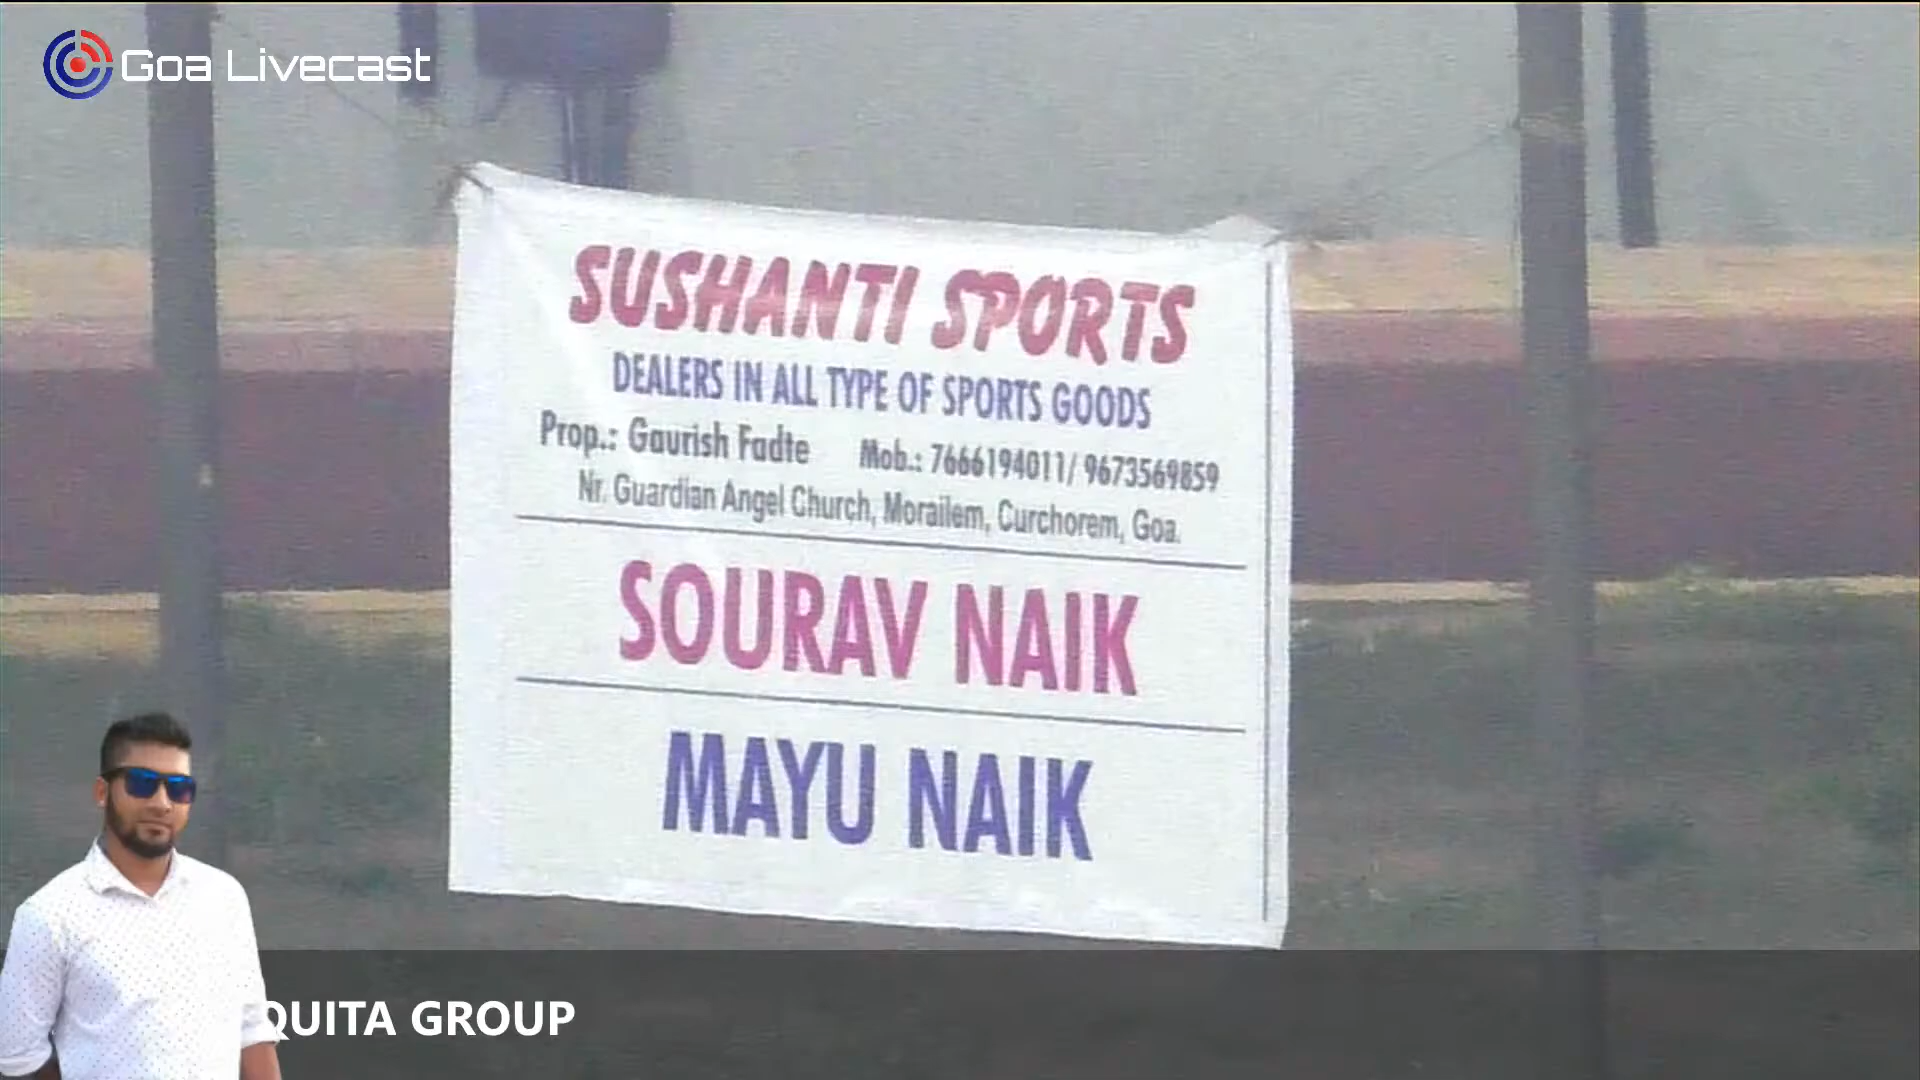 Goa Livecast
SUSHANTI SPORTS
DEALERS IN ALL TYPE OF SPORTS GOODS
Prop.: Gaurish Fadte Mob.: 7666194011/ 9673569859
Nr. Guardian Angel Church, Morailem, Curchorem, Goa.
SOURAV NAIK
MAYU NAIK
QUITA GROUP